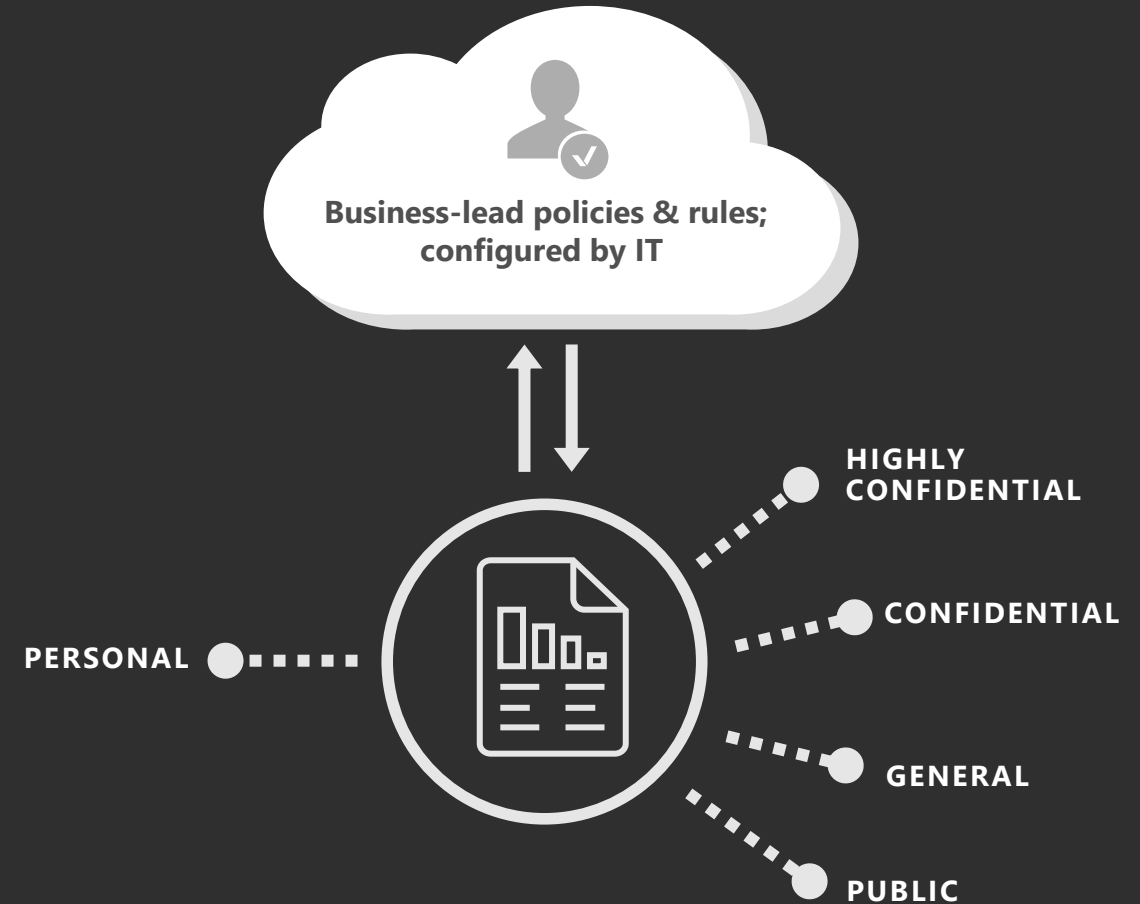 Business-lead policies & rules;
configured by IT
HIGHLY
CONFIDENTIAL
CONFIDENTIAL
PERSONAL
GENERAL
PUBLIC